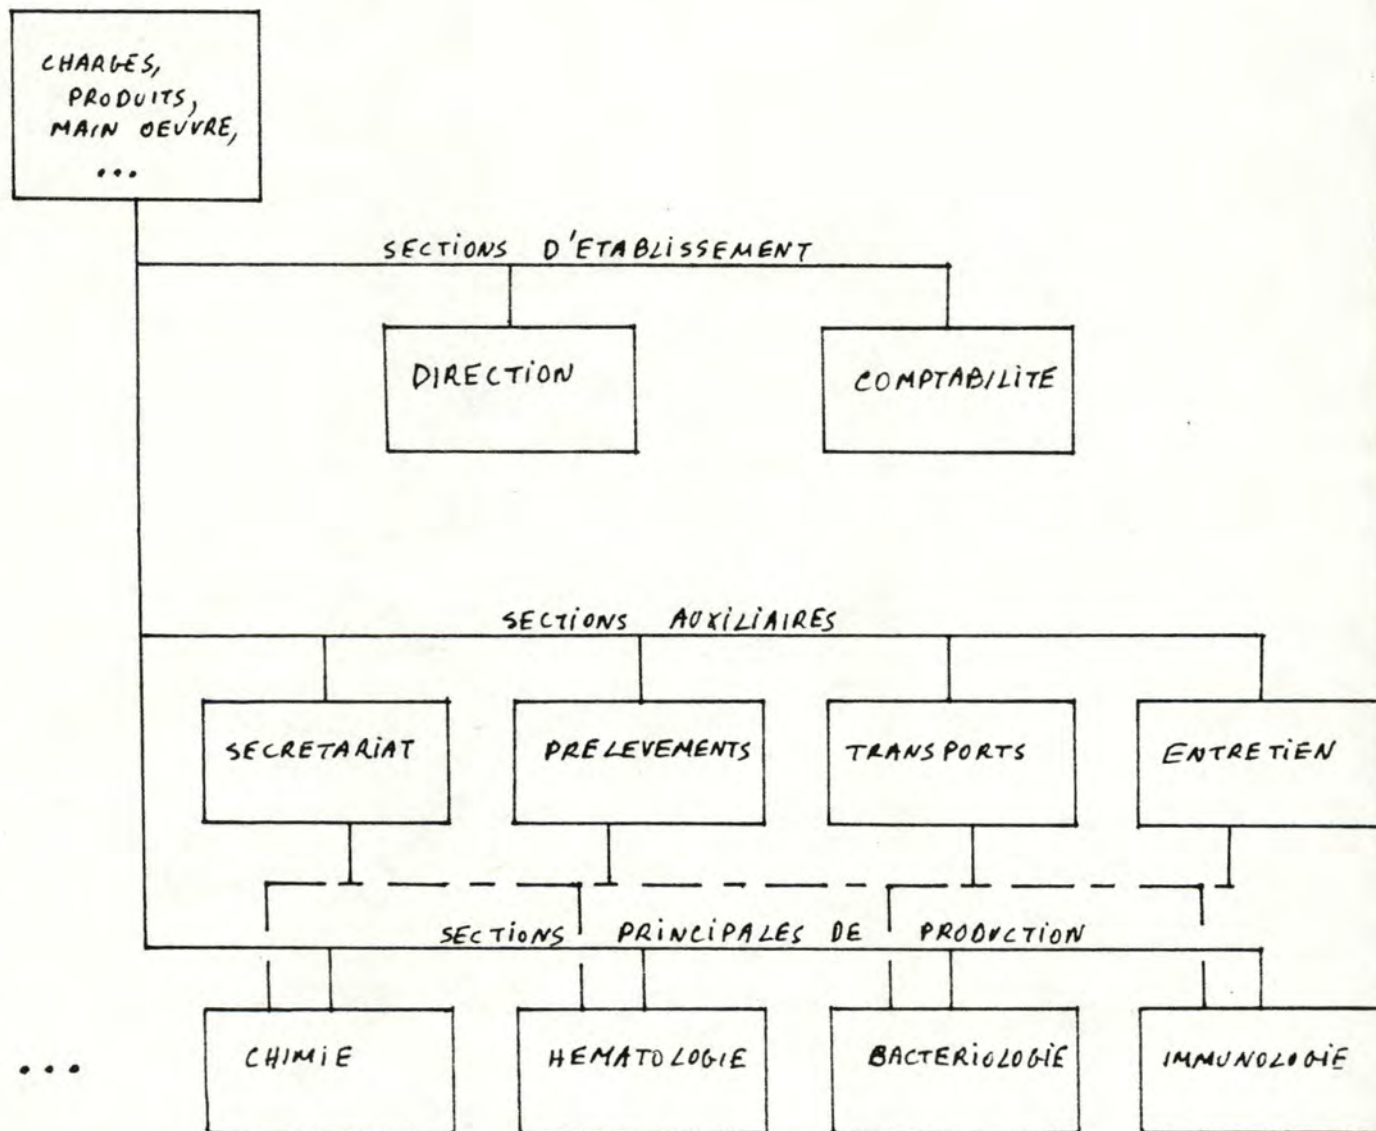 CHARGES,
PRODUITS,
MAIN OEUVRE,
...
SECTIONS D'ETABLISSEMENT
DIRECTION
COMPTABILITE
SECTIONS AUXILIAIRES
SECRETARIAT
PRELEVEMENTS
TRANSPORTS
ENTRETIEN
SECTIONS PRINCIPALES DE PRODUCTION
...
CHIMIE
HEMATOLOGIE
BACTERIOLOGIE
IMMUNOLOGIE